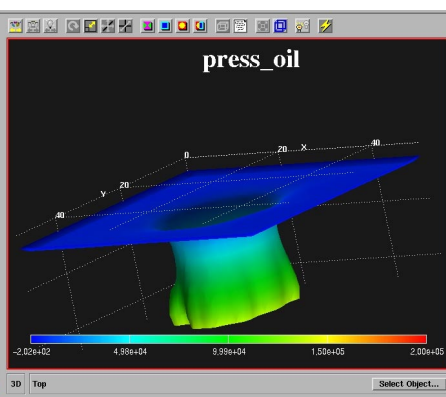 press_oil
0
20
X
40
Y
20
40
-2.02e+02
4.98e+04
9.99e+04
1.50e+05
2.00e+05
3D
Top
Select Object...